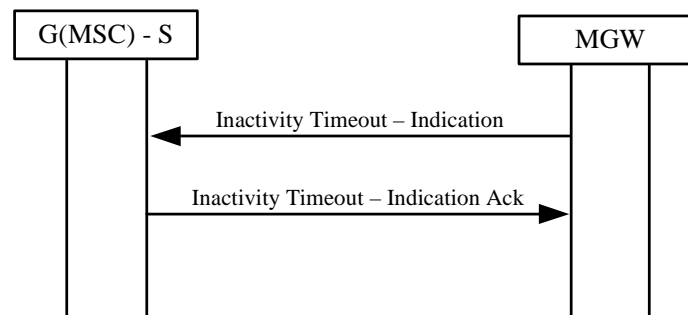 G(MSC) - S
MGW
Inactivity Timeout – Indication
Inactivity Timeout – Indication Ack